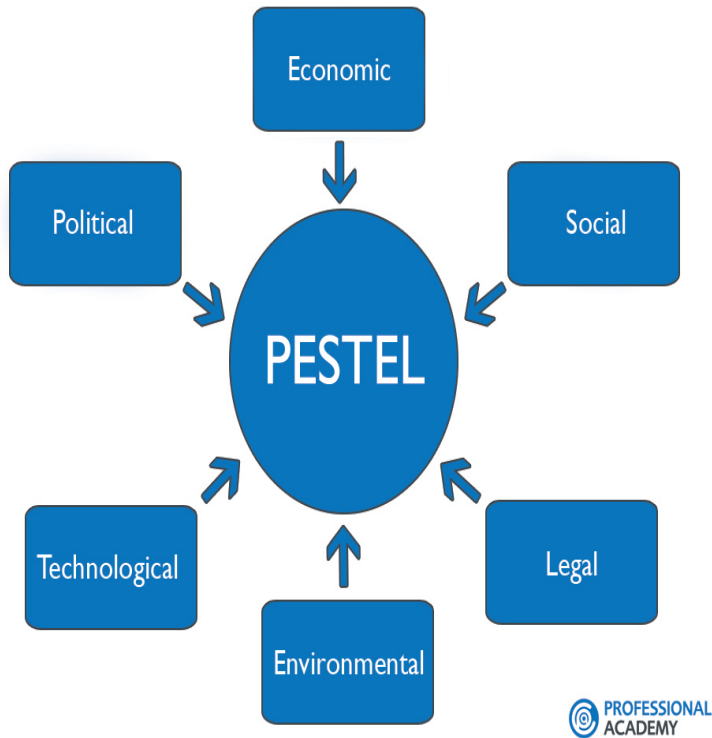 Economic
Political
Social
PESTEL
Technological
Legal
Environmental
PROFESSIONAL
ACADEMY